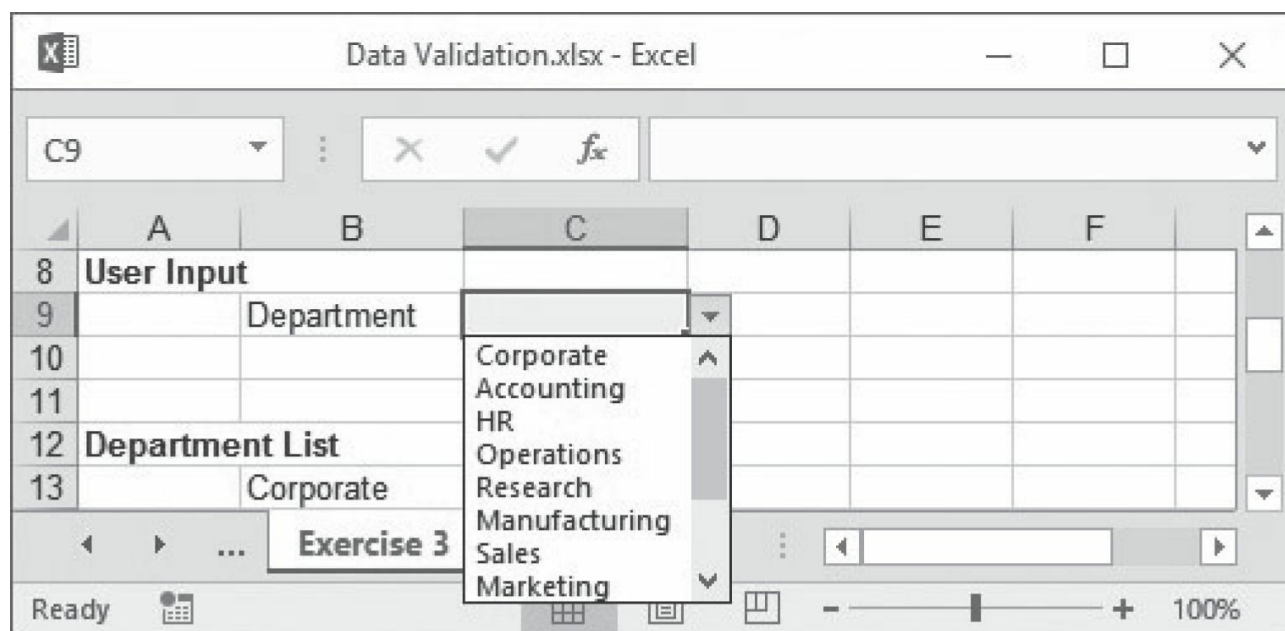 Data Validation.xlsx - Excel
C9 fx
A B C D E F
8 User Input
9 Department
10
11
12 Department List
13 Corporate
Corporate
Accounting
HR
Operations
Research
Manufacturing
Sales
Marketing
... Exercise 3
Ready 100%